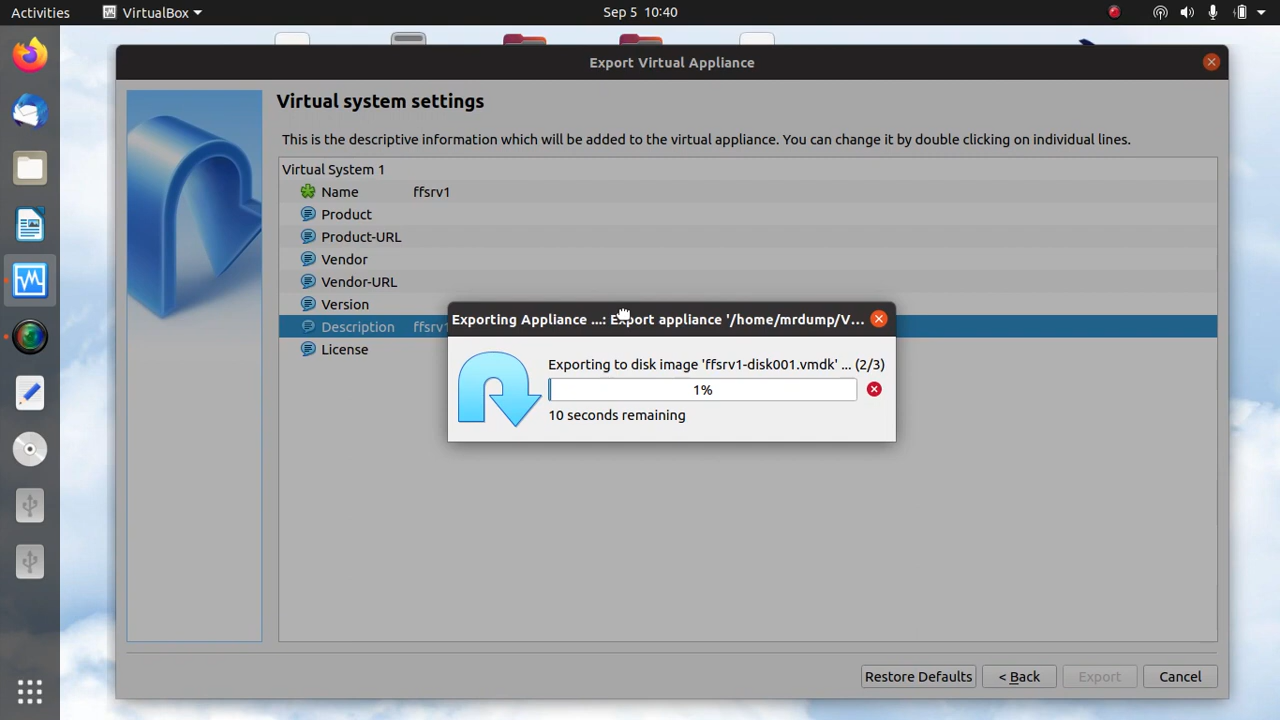 Activities VirtualBox Sep 5 10:40
Export Virtual Appliance
Virtual system settings
This is the descriptive information which will be added to the virtual appliance. You can change it by double clicking on individual lines.
Virtual System 1
Name ffsrv1
Product
Product-URL
Vendor
Vendor-URL
Version
Description ffsrv1
License
Exporting Appliance ...: Export appliance '/home/mrdump/V...
Exporting to disk image 'ffsrv1-disk001.vmdk' ... (2/3)
1%
10 seconds remaining
Restore Defaults < Back Export Cancel